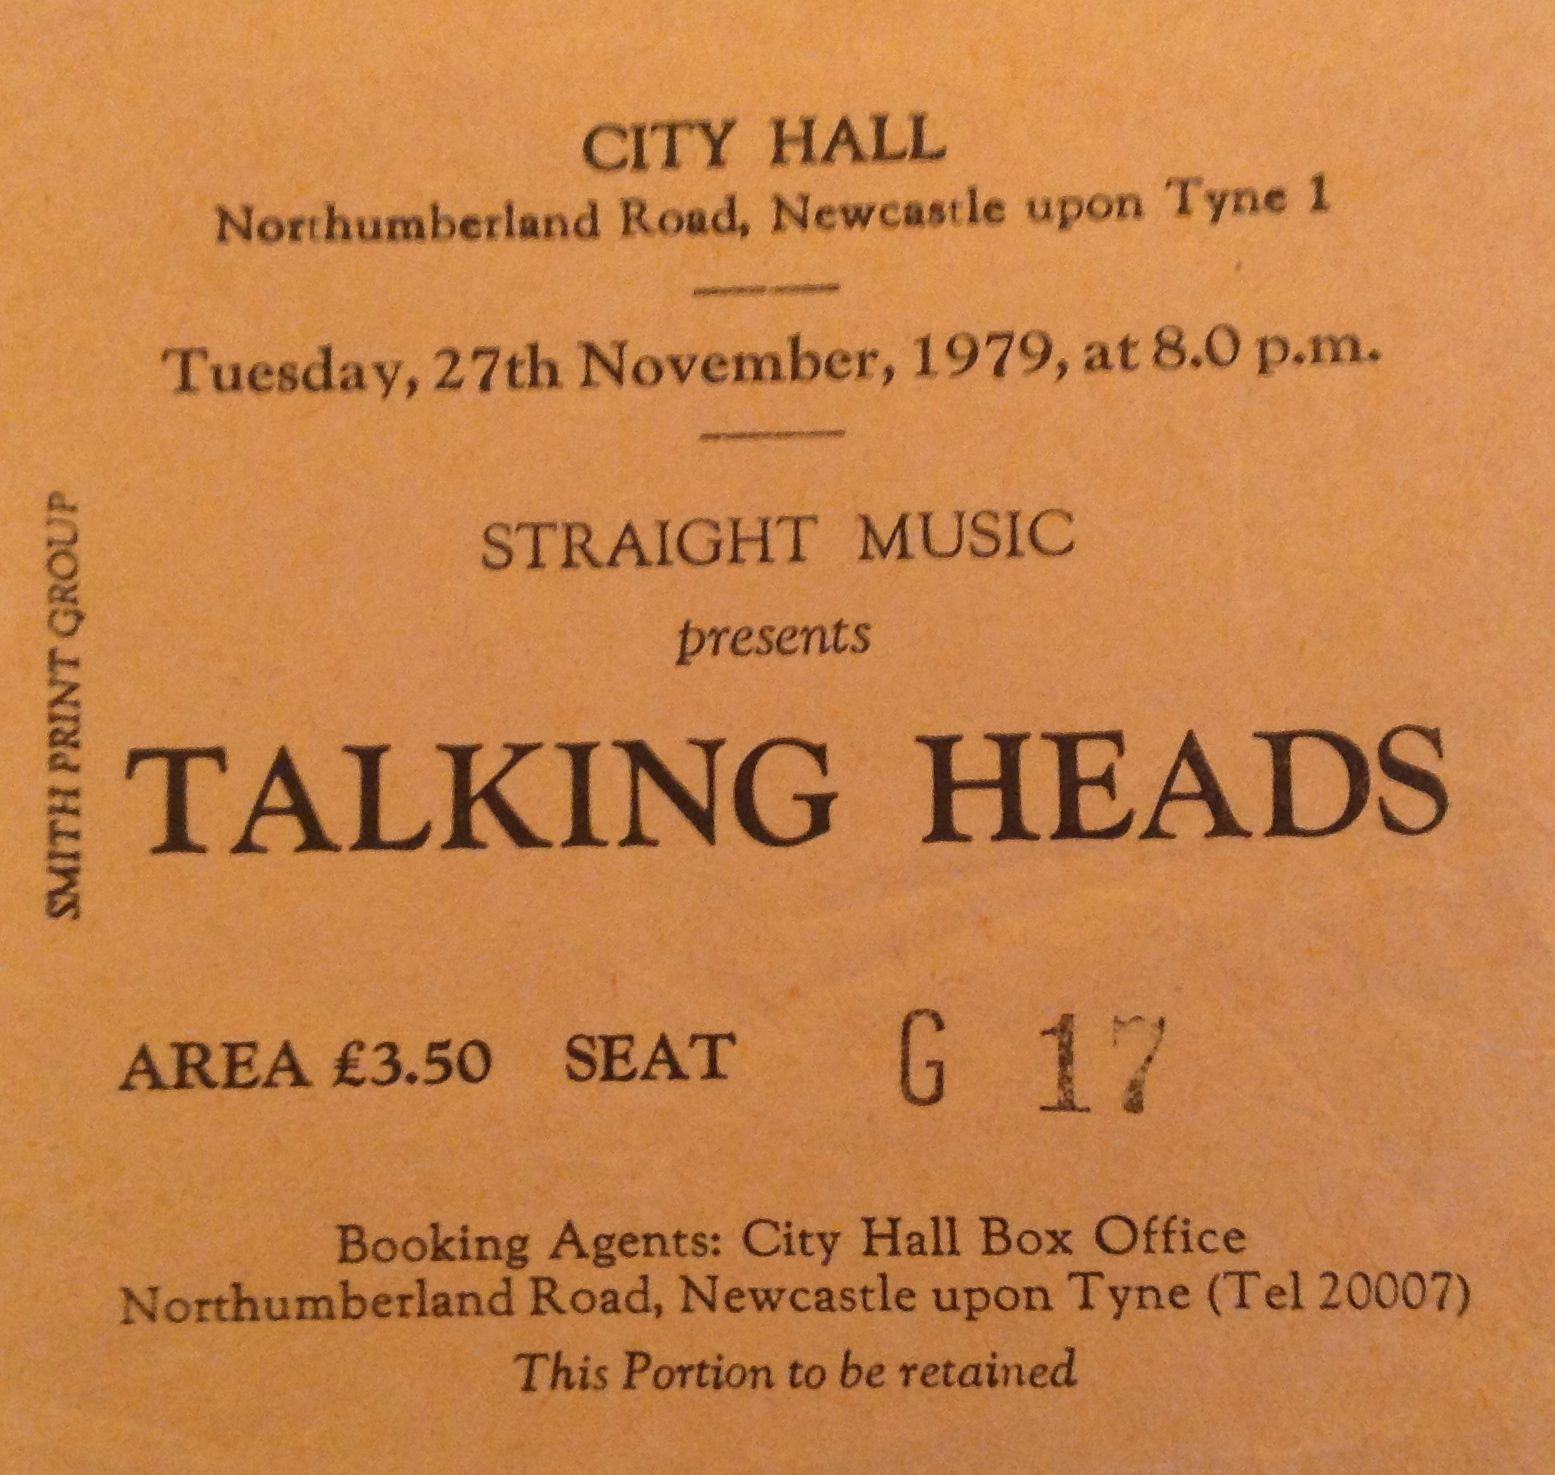 CITY HALL
Northumberland Road, Newcastle upon Tyne 1
Tuesday, 27th November, 1979, at 8.0 p.m.
STRAIGHT MUSIC
presents
TALKING HEADS
AREA £3.50 SEAT G 17
Booking Agents: City Hall Box Office
Northumberland Road, Newcastle upon Tyne (Tel 20007)
This Portion to be retained
SMITH PRINT GROUP